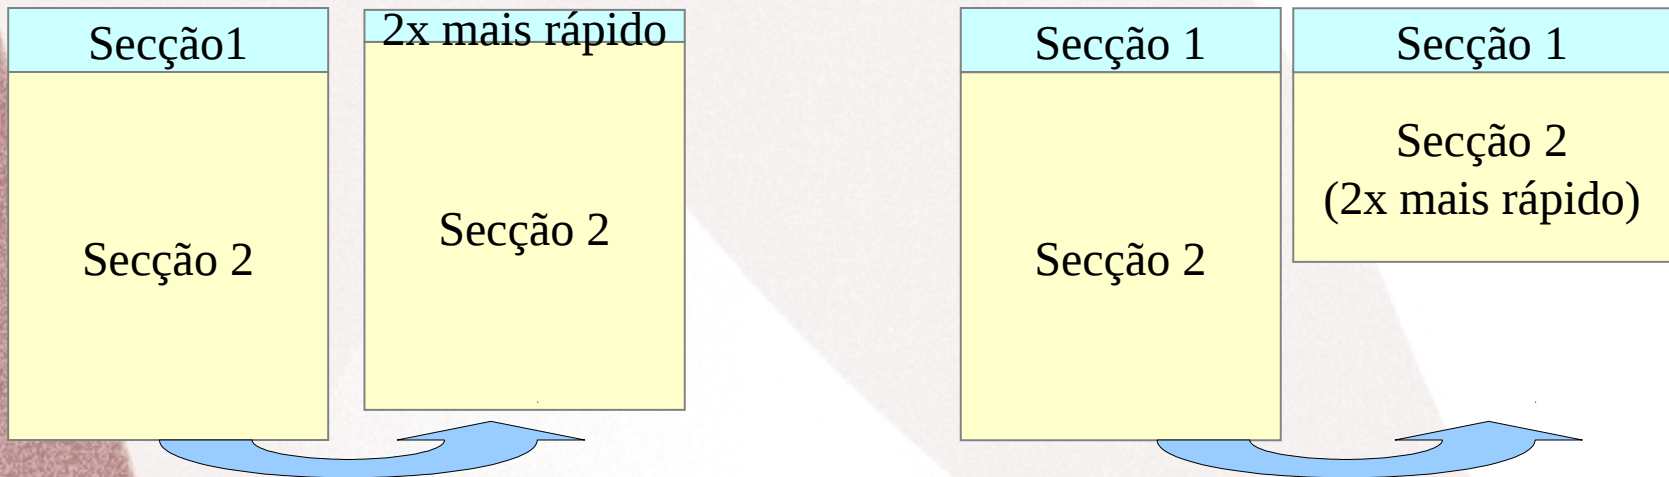 Secção1
Secção 2
2x mais rápido
Secção 2
Secção 1
Secção 2
Secção 1
Secção 2
(2x mais rápido)